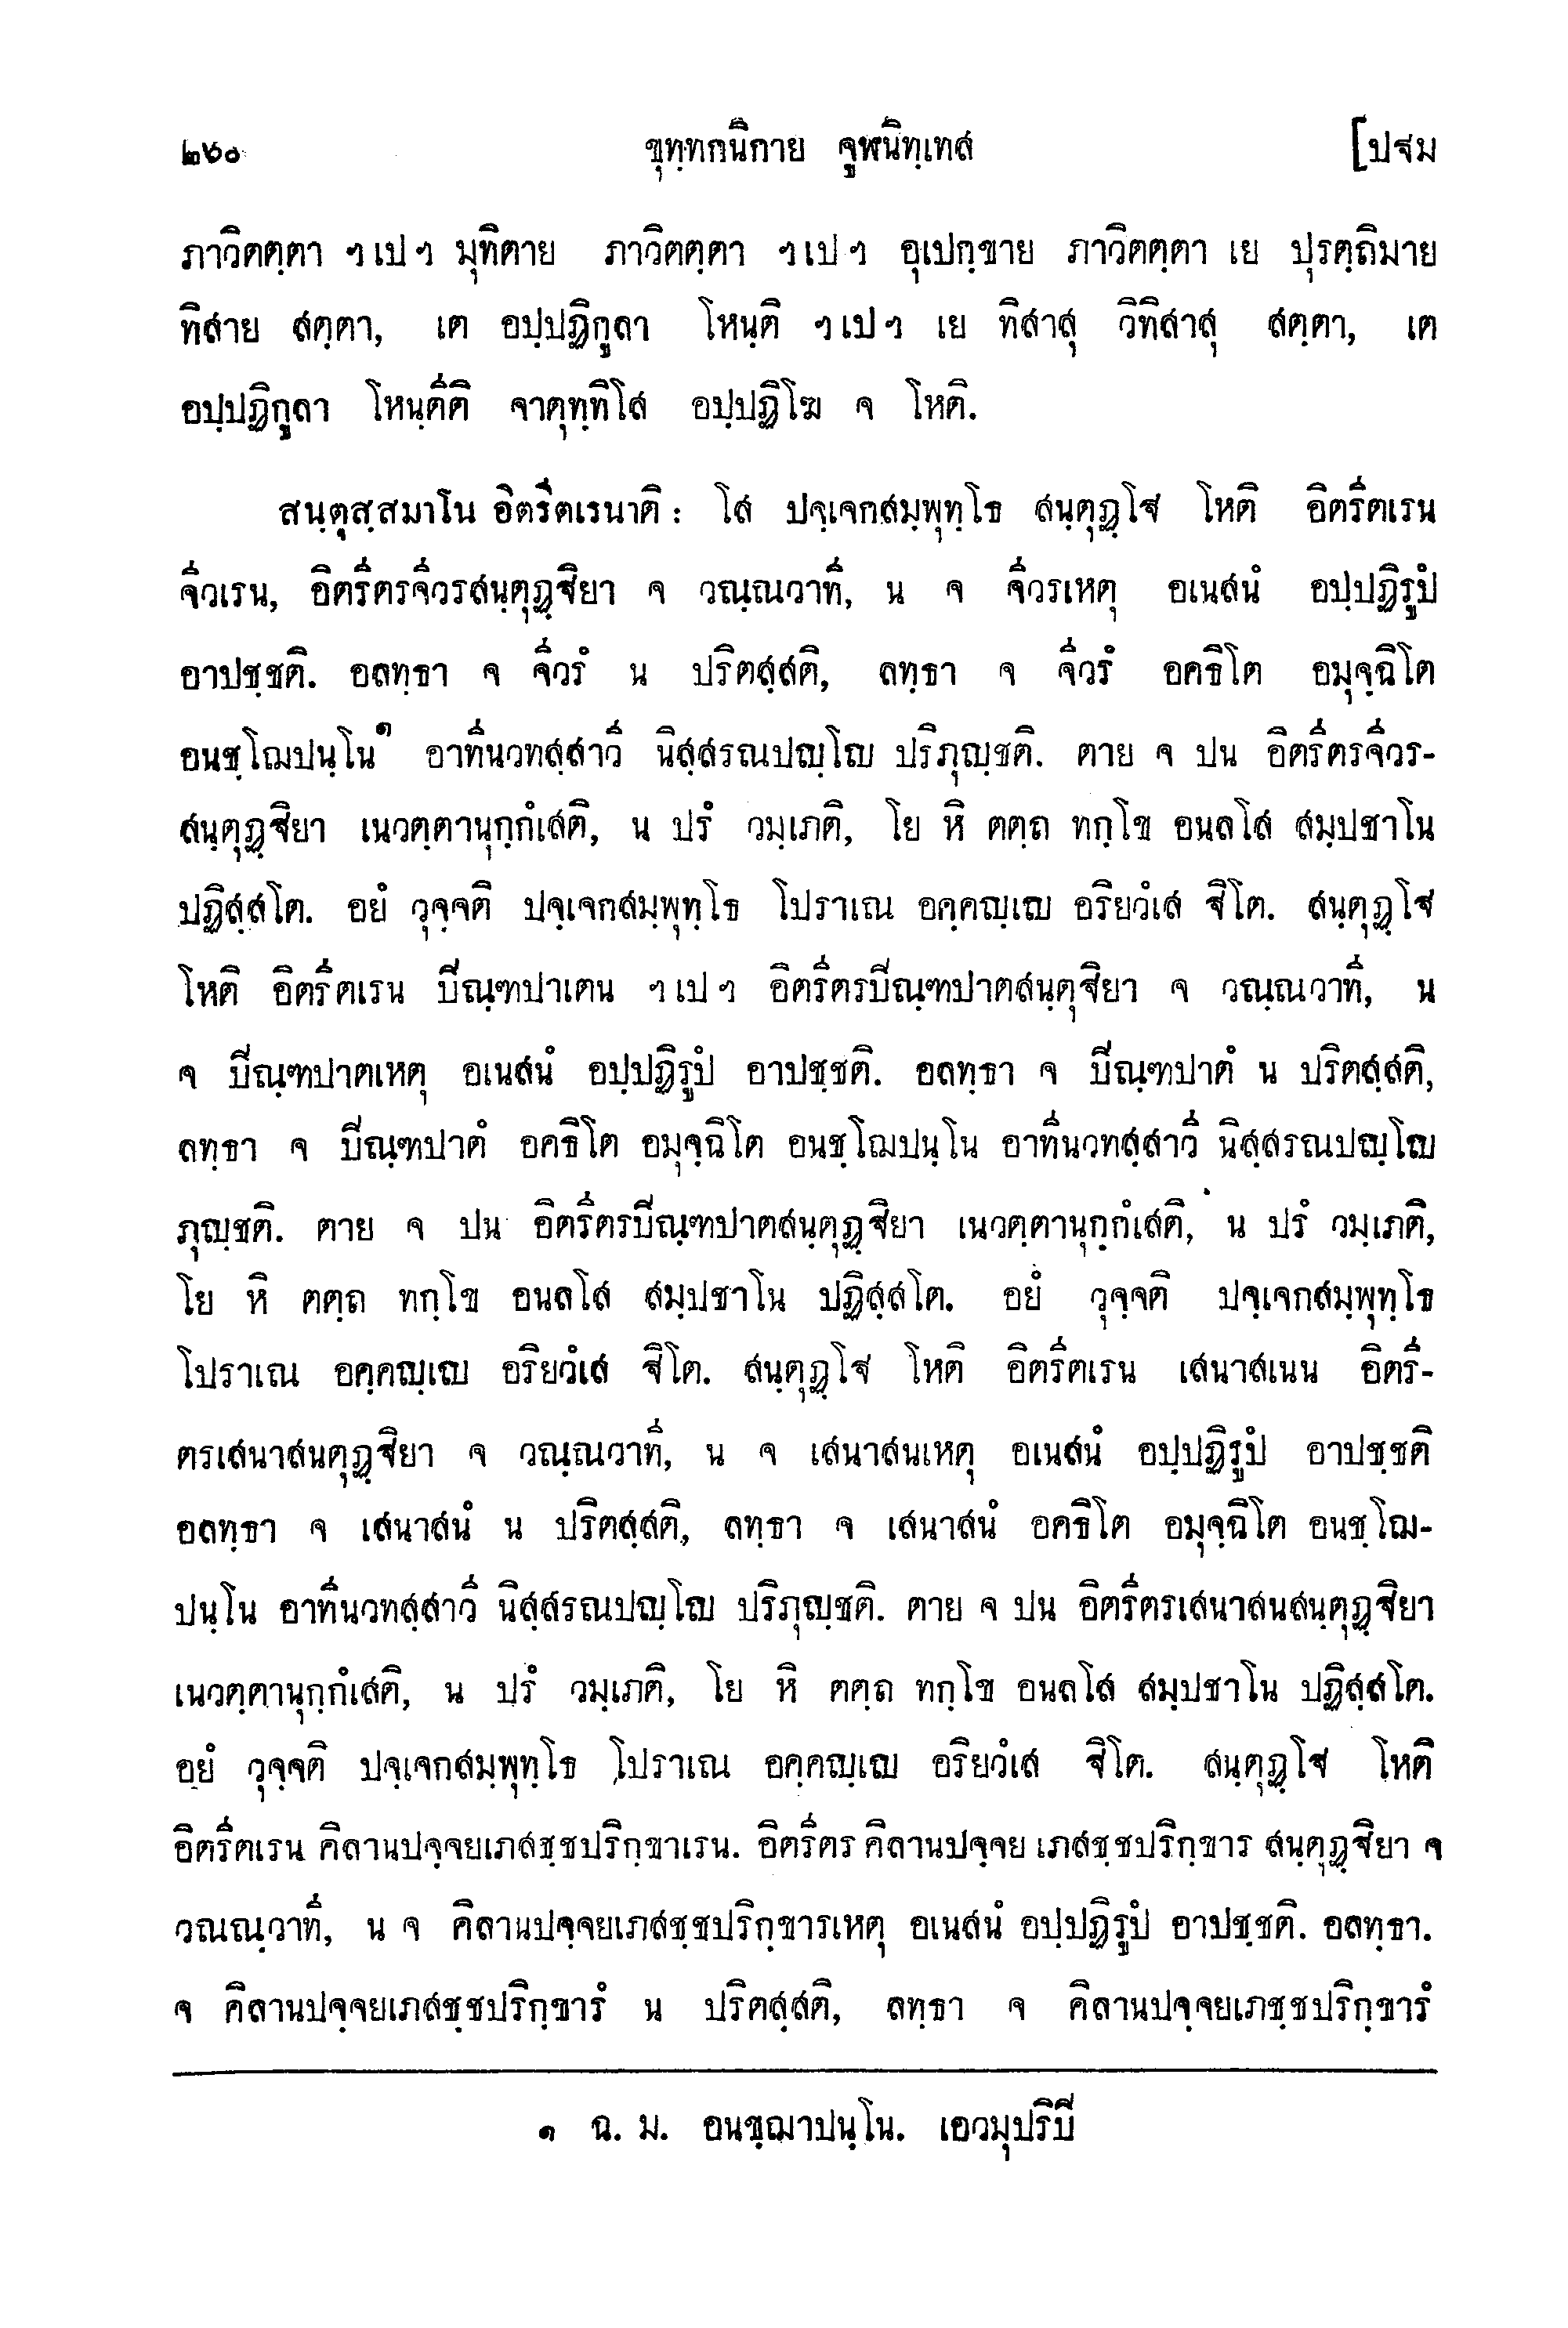 ๒๖๐ ขุทฺทกนิกาย จูฬนิทฺเทส [ปฐม
ภาวิตตฺตา ฯ เป ฯ มุทิตาย ภาวิตตฺตา ฯ เป ฯ อุเปกฺขาย ภาวิตตฺตา เย ปุรตฺถิมาย
ทิสาย สตฺตา, เต อปฺปฏิกูลา โหนฺติ ฯ เป ฯ เย ทิสาสุ วิทิสาสุ สตฺตา, เต
อปฺปฏิกูลา โหนฺตีติ จาตุทฺทิโส อปฺปฏิโฆ จ โหติ.
สนฺตุสฺสมาโน อิตรีตเรนาติ: โส ปจฺเจกสมฺพุทฺโธ สนฺตุฏฺโฐ โหติ อิตรีตเรน
จีวเรน, อิตรีตรจีวรสนฺตุฏฺฐิยา จ วณฺณวาที, น จ จีวรเหตุ อเนสนํ อปฺปฏิรูปํ
อาปชฺชติ. อลทฺธา จ จีวรํ น ปริตสฺสติ, ลทฺธา จ จีวรํ อคธิโต อมุจฺฉิโต
อนชฺโฌปนฺโน๑ อาทีนวทสฺสาวี นิสฺสรณปญฺโญ ปริภุญฺชติ. ตาย จ ปน อิตรีตรจีวร-
สนฺตุฏฺฐิยา เนวตฺตานุกฺกํเสติ, น ปรํ วมฺเภติ, โย หิ ตตฺถ ทกฺโข อนลโส สมฺปชาโน
ปฏิสฺสโต. อยํ วุจฺจติ ปจฺเจกสมฺพุทฺโธ โปราเณ อคฺคญฺเญ อริยวํเส ฐิโต. สนฺตุฏฺโฐ
โหติ อิตรีตเรน ปิณฺฑปาเตน ฯ เป ฯ อิตรีตรปิณฺฑปาตสนฺตุฐิยา จ วณฺณวาที, น
จ ปิณฺฑปาตเหตุ อเนสนํ อปฺปฏิรูปํ อาปชฺชติ. อลทฺธา จ ปิณฺฑปาตํ น ปริตสฺสติ,
ลทฺธา จ ปิณฺฑปาตํ อคธิโต อมุจฺฉิโต อนชฺโฌปนฺโน อาทีนวทสฺสาวี นิสฺสรณปญฺโญ
ภุญฺชติ. ตาย จ ปน อิตรีตรปิณฺฑปาตสนฺตุฏฺฐิยา เนวตฺตานุกฺกํเสติ, น ปรํ วมฺเภติ,
โย หิ ตตฺถ ทกฺโข อนลโส สมฺปชาโน ปฏิสฺสโต. อยํ วุจฺจติ ปจฺเจกสมฺพุทฺโธ
โปราเณ อคฺคญฺเญ อริยวํเส ฐิโต. สนฺตุฏฺโฐ โหติ อิตรีตเรน เสนาสเนน อิตรี-
ตรเสนาสนตุฏฺฐิยา จ วณฺณวาที, น จ เสนาสนเหตุ อเนสนํ อปฺปฏิรูปํ อาปชฺชติ
อลทฺธา จ เสนาสนํ น ปริตสฺสติ, ลทฺธา จ เสนาสนํ อคธิโต อมุจฺฉิโต อนชฺโฌ-
ปนฺโน อาทีนวทสฺสาวี นิสฺสรณปญฺโญ ปริภุญฺชติ. ตาย จ ปน อิตรีตรเสนาสนสนฺตุฏฺฐิยา
เนวตฺตานุกฺกํเสติ, น ปรํ วมฺเภติ, โย หิ ตตฺถ ทกฺโข อนลโส สมฺปชาโน ปฏิสฺสโต.
อยํ วุจฺจติ ปจฺเจกสมฺพุทฺโธ โปราเณ อคฺคญฺเญ อริยวํเส ฐิโต. สนฺตุฏฺโฐ โหติ
อิตรีตเรน คิลานปจฺจยเภสชฺชปริกฺขาเรน. อิตรีตร คิลานปจฺจย เภสชฺชปริกฺขาร สนฺตุฏฺฐิยา จ
วณณฺวาที, น จ คิลานปจฺจยเภสชฺชปริกฺขารเหตุ อเนสนํ อปฺปฏิรูปํ อาปชฺชติ. อลทฺธา.
จ คิลานปจฺจยเภสชฺชปริกฺขารํ น ปริตสฺสติ, ลทฺธา จ คิลานปจฺจยเภชฺชปริกฺขารํ
๑ ฉ. ม. อนชฺฌาปนฺโน. เอวมุปริปิ